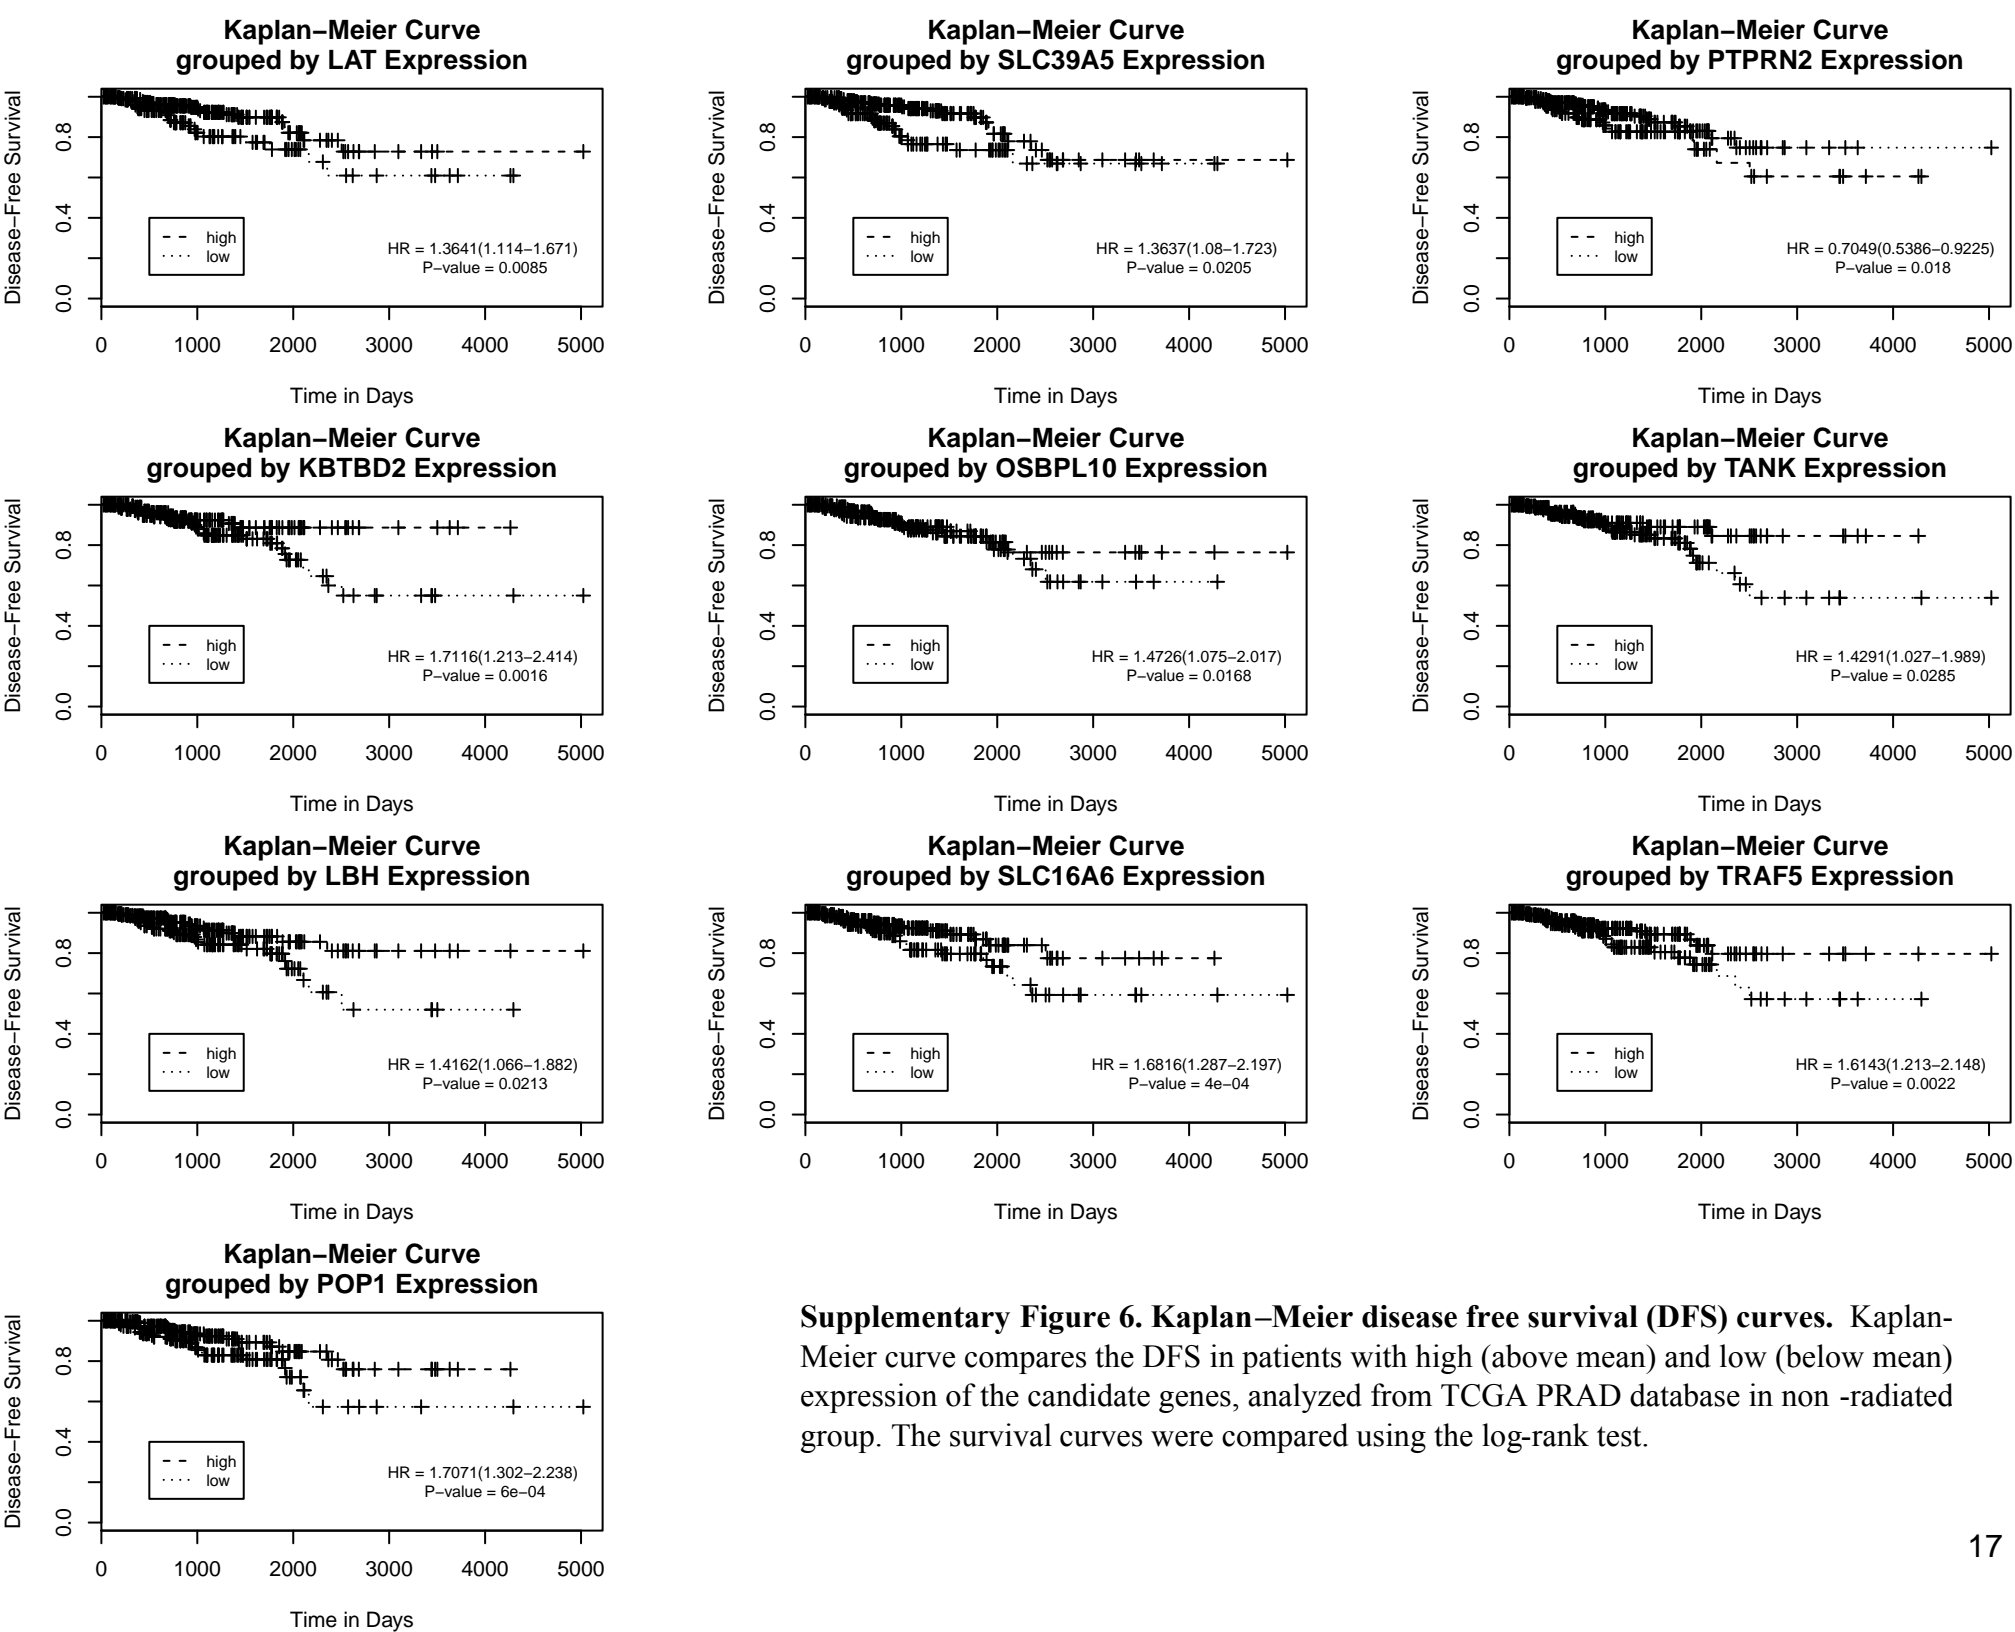 Kaplan–Meier Curve
grouped by LAT Expression
Disease–Free Survival
0.0
0.4
0.8
high
low
HR = 1.3641(1.114–1.671)
P–value = 0.0085
0 1000 2000 3000 4000 5000
Time in Days
Kaplan–Meier Curve
grouped by SLC39A5 Expression
Disease–Free Survival
0.0
0.4
0.8
high
low
HR = 1.3637(1.08–1.723)
P–value = 0.0205
0 1000 2000 3000 4000 5000
Time in Days
Kaplan–Meier Curve
grouped by PTPRN2 Expression
Disease–Free Survival
0.0
0.4
0.8
high
low
HR = 0.7049(0.5386–0.9225)
P–value = 0.018
0 1000 2000 3000 4000 5000
Time in Days
Kaplan–Meier Curve
grouped by KBTBD2 Expression
Disease–Free Survival
0.0
0.4
0.8
high
low
HR = 1.7116(1.213–2.414)
P–value = 0.0016
0 1000 2000 3000 4000 5000
Time in Days
Kaplan–Meier Curve
grouped by OSBPL10 Expression
Disease–Free Survival
0.0
0.4
0.8
high
low
HR = 1.4726(1.075–2.017)
P–value = 0.0168
0 1000 2000 3000 4000 5000
Time in Days
Kaplan–Meier Curve
grouped by TANK Expression
Disease–Free Survival
0.0
0.4
0.8
high
low
HR = 1.4291(1.027–1.989)
P–value = 0.0285
0 1000 2000 3000 4000 5000
Time in Days
Kaplan–Meier Curve
grouped by LBH Expression
Disease–Free Survival
0.0
0.4
0.8
high
low
HR = 1.4162(1.066–1.882)
P–value = 0.0213
0 1000 2000 3000 4000 5000
Time in Days
Kaplan–Meier Curve
grouped by SLC16A6 Expression
Disease–Free Survival
0.0
0.4
0.8
high
low
HR = 1.6816(1.287–2.197)
P–value = 4e–04
0 1000 2000 3000 4000 5000
Time in Days
Kaplan–Meier Curve
grouped by TRAF5 Expression
Disease–Free Survival
0.0
0.4
0.8
high
low
HR = 1.6143(1.213–2.148)
P–value = 0.0022
0 1000 2000 3000 4000 5000
Time in Days
Kaplan–Meier Curve
grouped by POP1 Expression
Disease–Free Survival
0.0
0.4
0.8
high
low
HR = 1.7071(1.302–2.238)
P–value = 6e–04
0 1000 2000 3000 4000 5000
Time in Days
Supplementary Figure 6. Kaplan–Meier disease free survival (DFS) curves. Kaplan-
Meier curve compares the DFS in patients with high (above mean) and low (below mean)
expression of the candidate genes, analyzed from TCGA PRAD database in non -radiated
group. The survival curves were compared using the log-rank test.
17